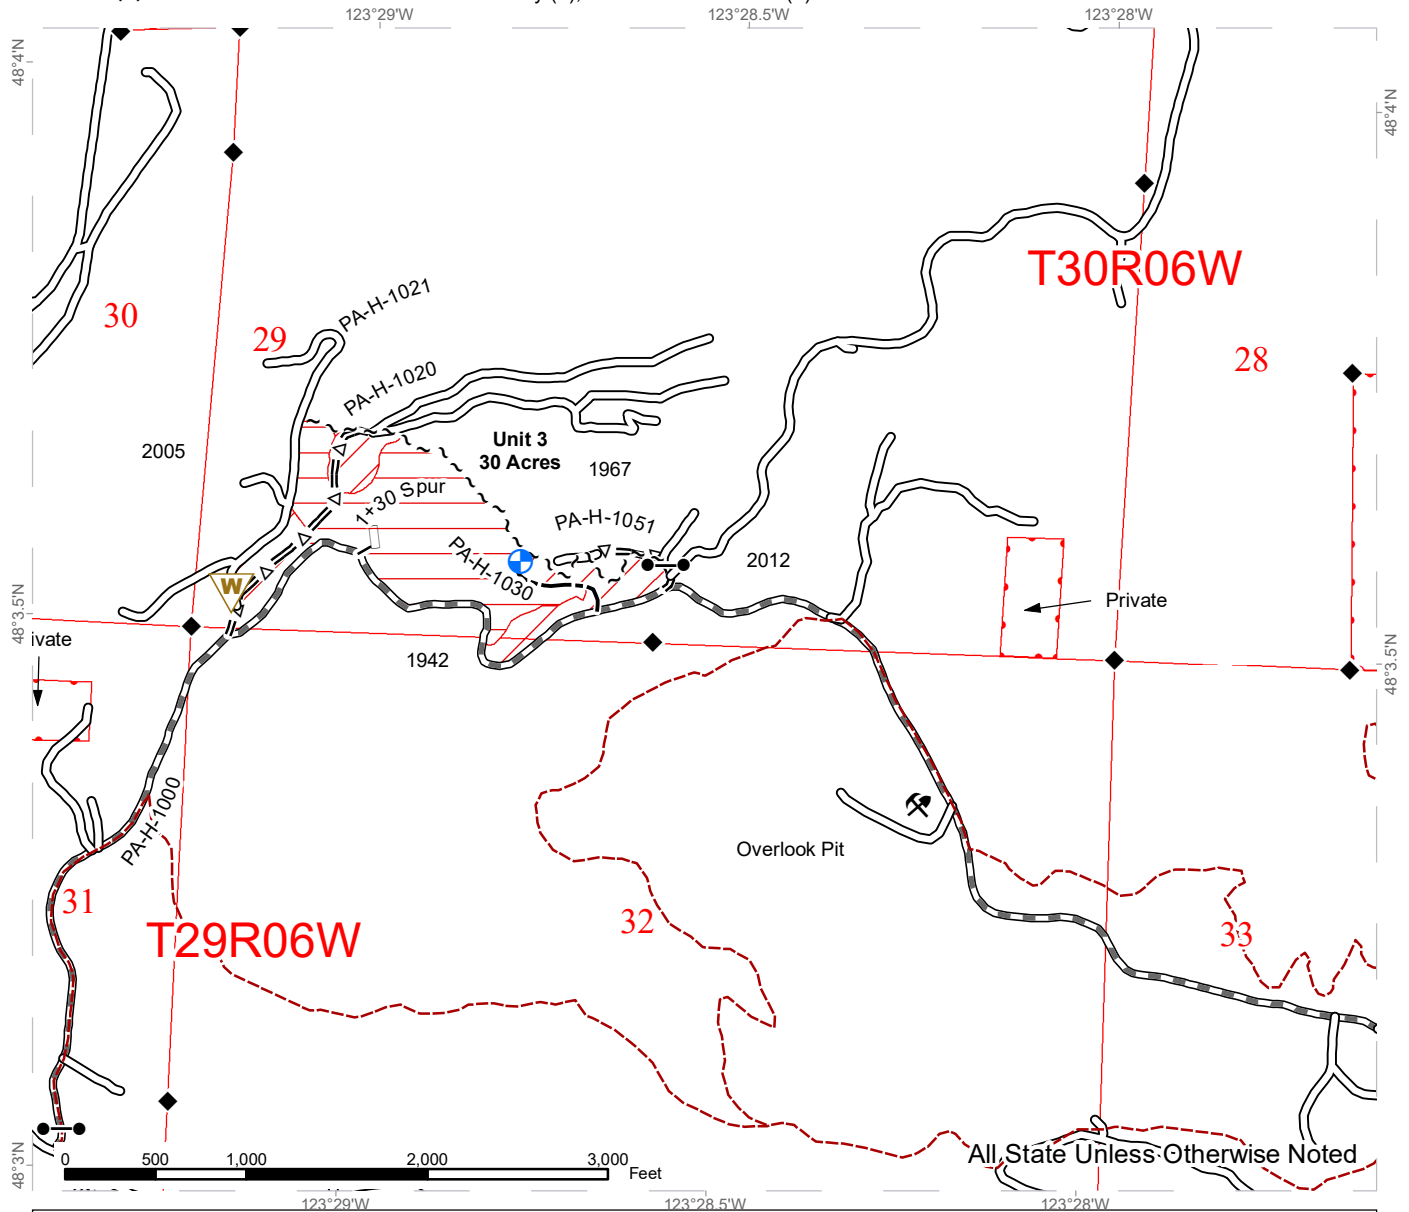 123°29'W
123°28.5'W
123°28'W
48°4'N
48°4'N
T30R06W
PA-H-1021
30
29
28
PA-H-1020
Unit 3
30 Acres
2005
1967
1+30 Spur
PA-H-1051
PA-H-1030
2012
W
Private
48°3.5'N
48°3.5'N
ivate
1942
PA-H-1000
Overlook Pit
31
32
33
T29R06W
All State Unless Otherwise Noted
48°3'N
0 500 1,000 2,000 3,000
Feet
123°29'W
123°28.5'W
123°28'W